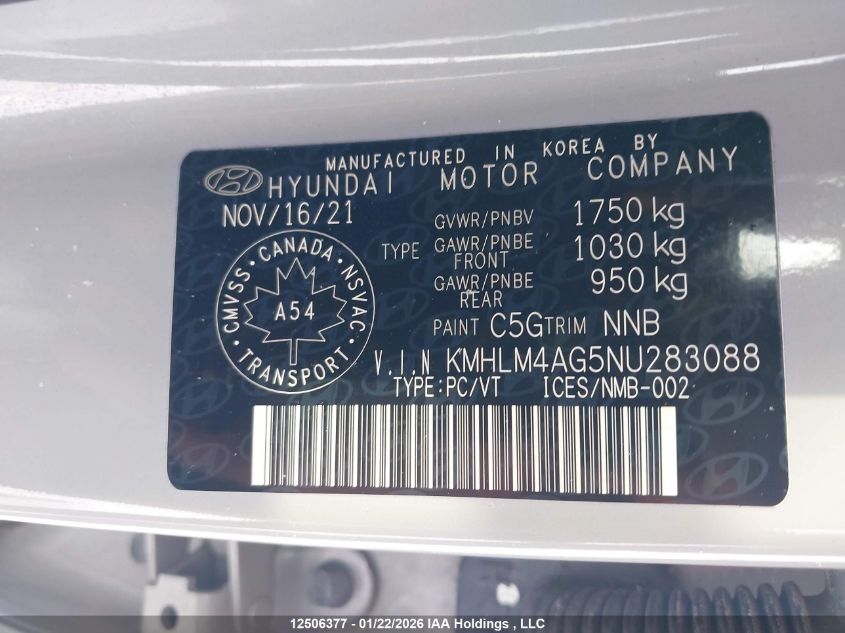 MANUFACTURED IN KOREA BY
HYUNDAI MOTOR COMPANY
NOV/16/21
GVWR/PNBV 1750 kg
TYPE GAWR/PNBE FRONT 1030 kg
GAWR/PNBE REAR 950 kg
CMVSS • CANADA • NSVAC • TRANSPORT •
A54
PAINT C5G TRIM NNB
V.I.N KMHLM4AG5NU283088
TYPE:PC/VT ICES/NMB-002
12506377 - 01/22/2026 IAA Holdings , LLC